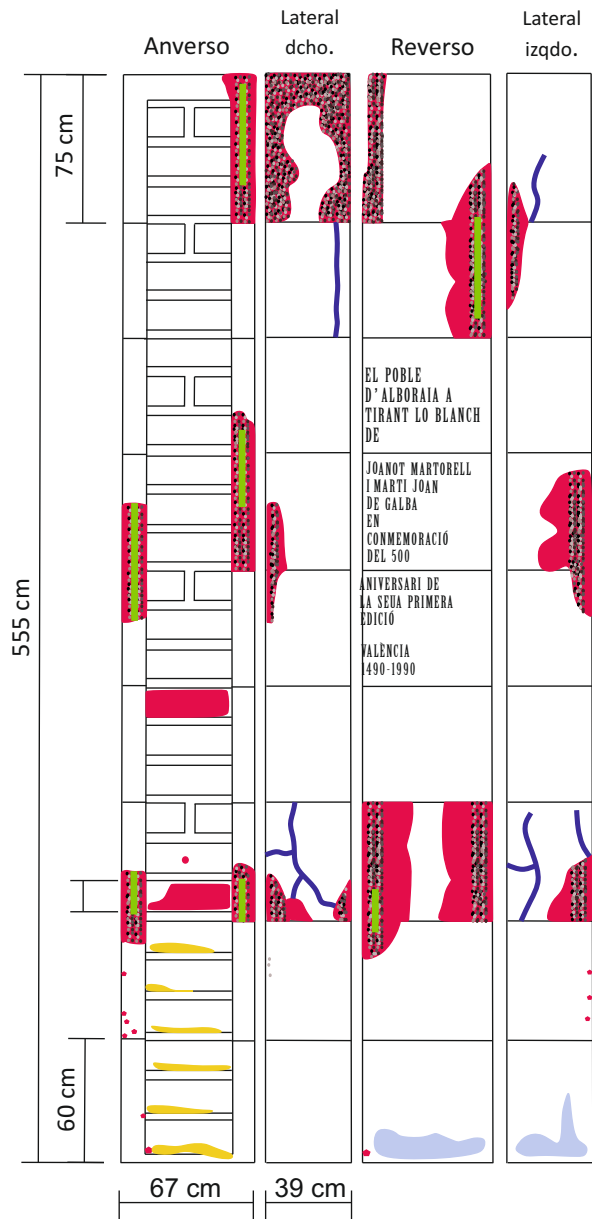 Anverso
Lateral
dcho.
Reverso
Lateral
izqdo.
75 cm
555 cm
60 cm
EL POBLE
D'ALBORAIA A
TIRANT LO BLANCH
DE
JOANOT MARTORELL
I MARTI JOAN
DE GALBA
EN
CONMEMORACIÓ
DEL 500
ANIVERSARI DE
LA SEUA PRIMERA
EDICIÓ
VALÈNCIA
1490-1990
67 cm
39 cm